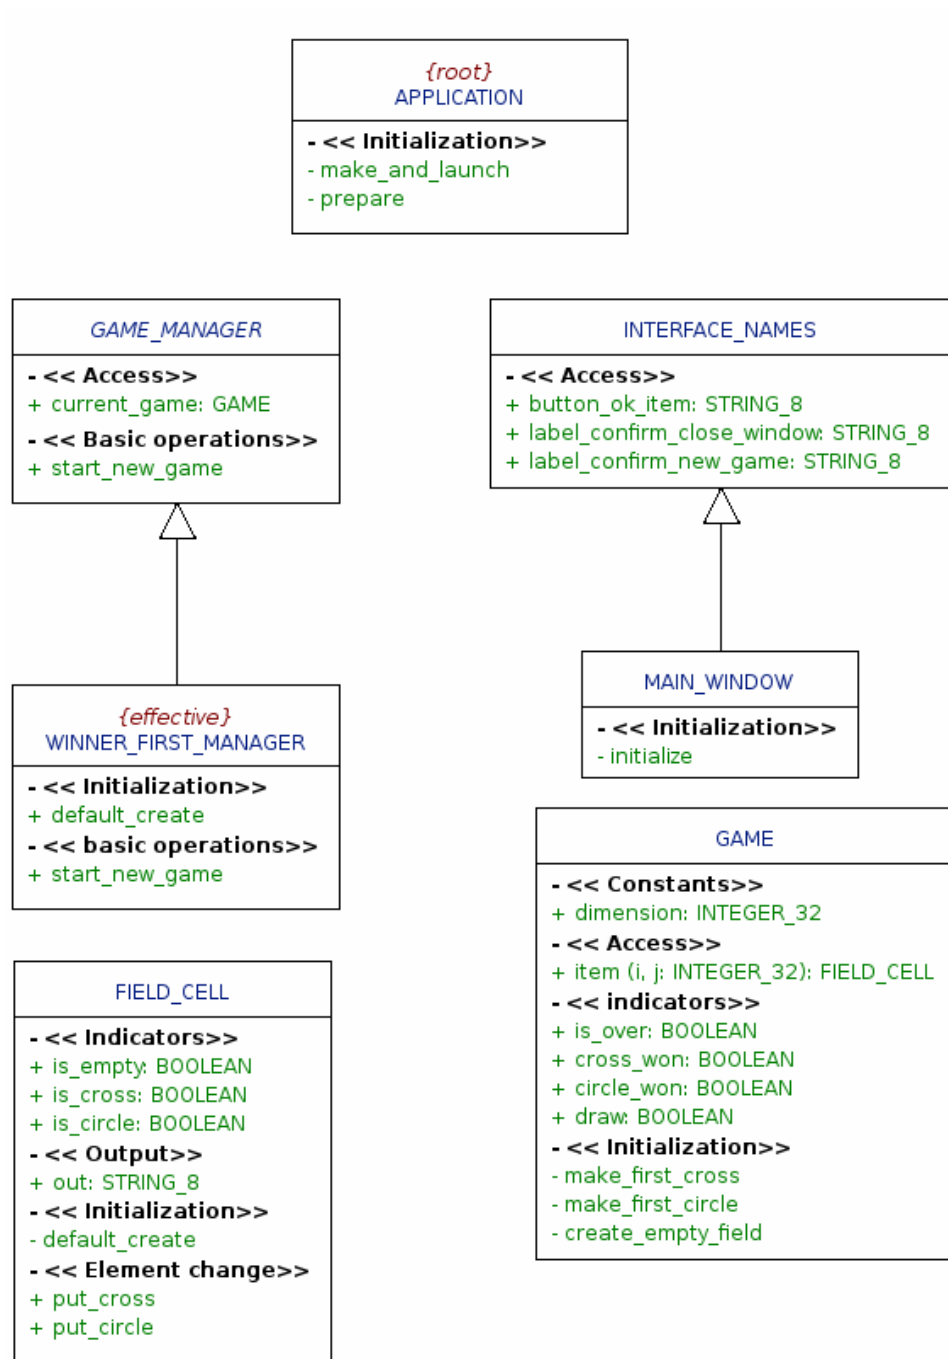 {root}
APPLICATION
- << Initialization>>
- make_and_launch
- prepare
GAME_MANAGER
- << Access>>
+ current_game: GAME
- << Basic operations>>
+ start_new_game
INTERFACE_NAMES
- << Access>>
+ button_ok_item: STRING_8
+ label_confirm_close_window: STRING_8
+ label_confirm_new_game: STRING_8
{effective}
WINNER_FIRST_MANAGER
- << Initialization>>
+ default_create
- << basic operations>>
+ start_new_game
MAIN_WINDOW
- << Initialization>>
- initialize
GAME
- << Constants>>
+ dimension: INTEGER_32
- << Access>>
+ item (i, j: INTEGER_32): FIELD_CELL
- << indicators>>
+ is_over: BOOLEAN
+ cross_won: BOOLEAN
+ circle_won: BOOLEAN
+ draw: BOOLEAN
- << Initialization>>
- make_first_cross
- make_first_circle
- create_empty_field
FIELD_CELL
- << Indicators>>
+ is_empty: BOOLEAN
+ is_cross: BOOLEAN
+ is_circle: BOOLEAN
- << Output>>
+ out: STRING_8
- << Initialization>>
- default_create
- << Element change>>
+ put_cross
+ put_circle